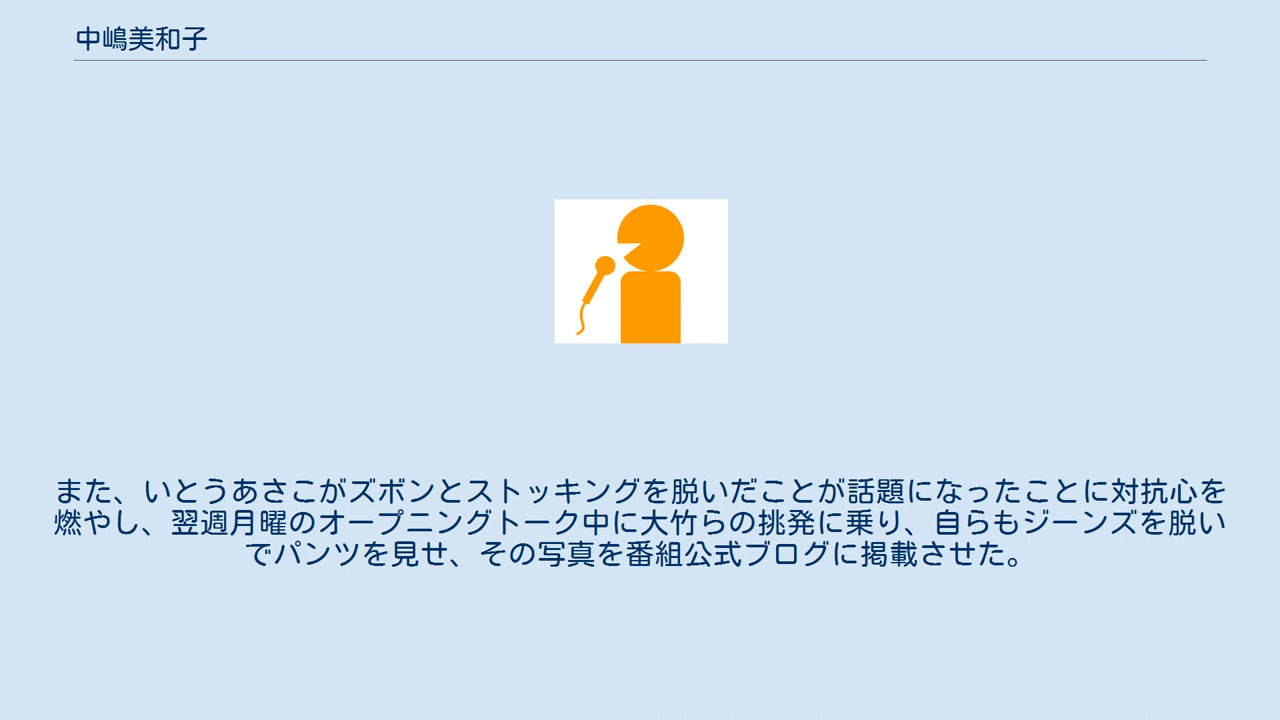 中嶋美和子
また、いとうあさこがズボンとストッキングを脱いだことが話題になったことに対抗心を
燃やし、翌週月曜のオープニングトーク中に大竹らの挑発に乗り、自らもジーンズを脱い
でパンツを見せ、その写真を番組公式ブログに掲載させた。